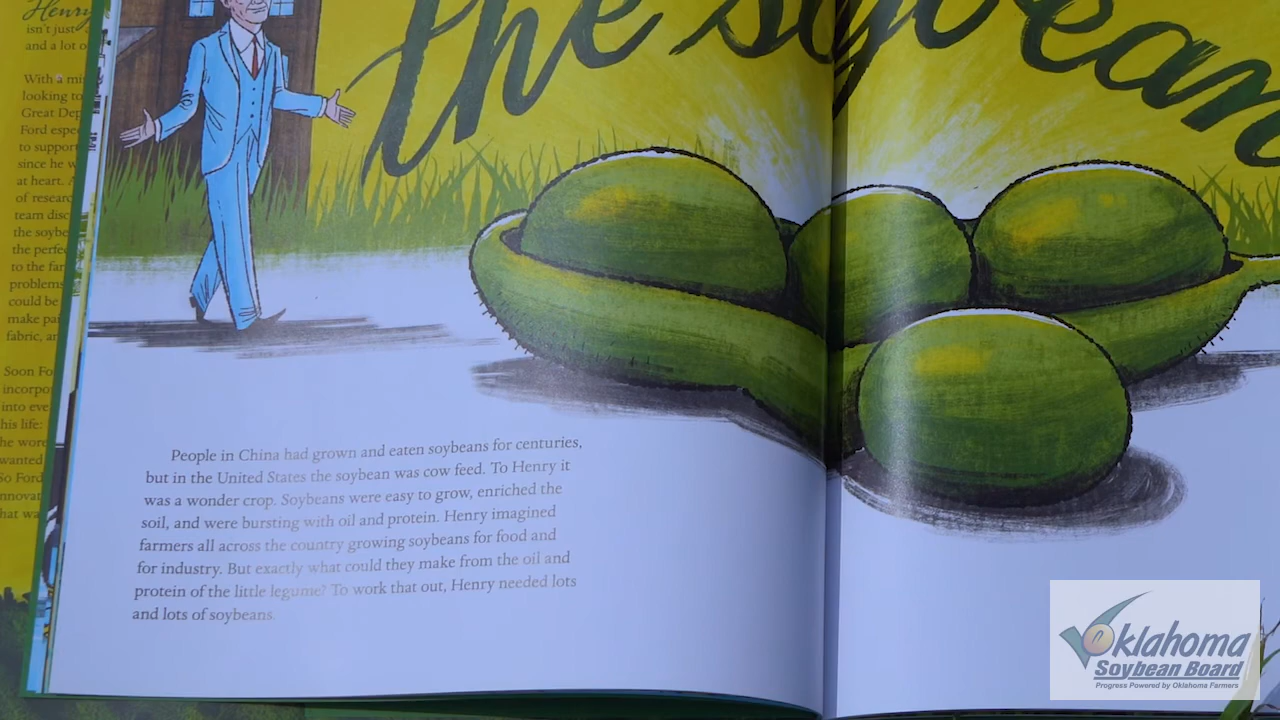 Henry
isn't just
and a lot o
With a mi
looking to
Great Dep
Ford espe
to support
since he w
at heart. A
of researc
team disc
the soybe
the perfec
to the far
problems
could be
make pai
fabric, an
Soon Fo
incorpo
into eve
his life:
he wore
wanted
So Ford
nnovat
hat wa
the soybean
People in China had grown and eaten soybeans for centuries,
but in the United States the soybean was cow feed. To Henry it
was a wonder crop. Soybeans were easy to grow, enriched the
soil, and were bursting with oil and protein. Henry imagined
farmers all across the country growing soybeans for food and
for industry. But exactly what could they make from the oil and
protein of the little legume? To work that out, Henry needed lots
and lots of soybeans.
Oklahoma
Soybean Board
Progress Powered by Oklahoma Farmers